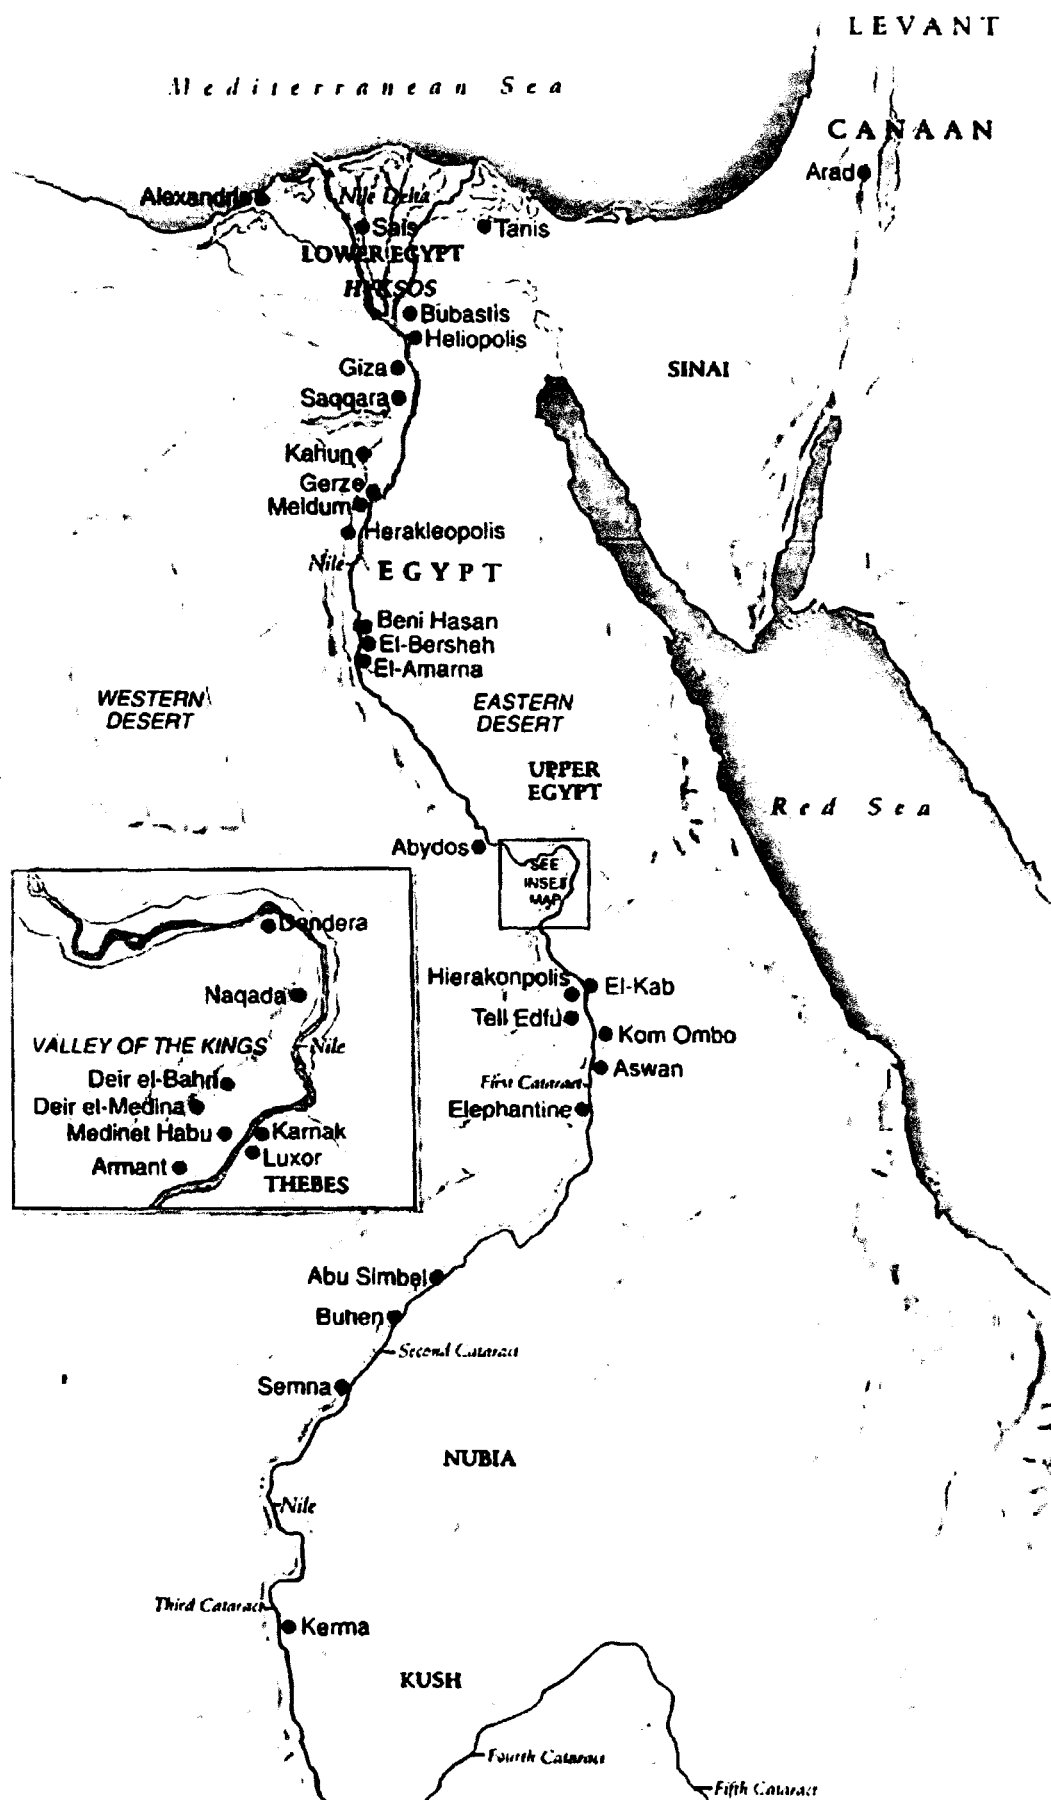 LEVANT
Mediterranean Sea
CANAAN
Arad
Alexandria
Nile Delta
Sais
Tanis
LOWER EGYPT
HYKSOS
Bubastis
Heliopolis
Giza
SINAI
Saqqara
Kahun
Gerze
Meidum
Herakleopolis
Nile
EGYPT
Beni Hasan
El-Bersheh
El-Amarna
WESTERN
DESERT
EASTERN
DESERT
UPPER
EGYPT
Red Sea
Abydos
SEE
INSET
MAP
Dendera
Naqada
VALLEY OF THE KINGS
Nile
Deir el-Bahri
Deir el-Medina
Medinet Habu
Karnak
Luxor
Armant
THEBES
Hierakonpolis
El-Kab
Tell Edfu
Kom Ombo
Aswan
First Cataract
Elephantine
Abu Simbel
Buhen
Second Cataract
Semna
NUBIA
Nile
Third Cataract
Kerma
KUSH
Fourth Cataract
Fifth Cataract